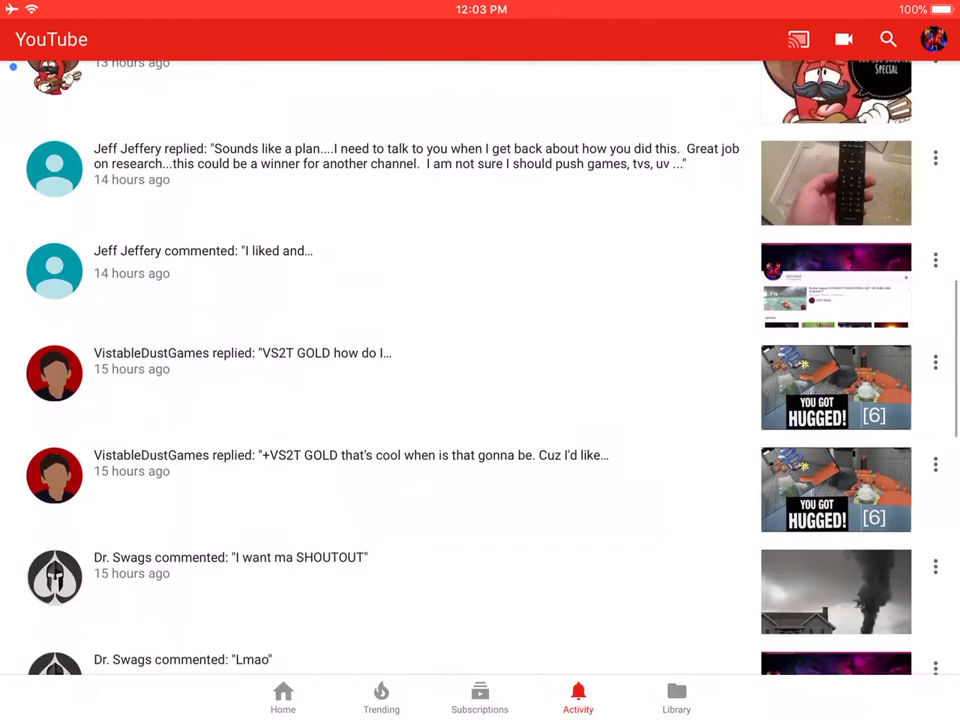 12:03 PM
100%
YouTube
13 hours ago
SPECIAL
Jeff Jeffery replied: "Sounds like a plan....I need to talk to you when I get back about how you did this. Great job
on research...this could be a winner for another channel. I am not sure I should push games, tvs, uv ..."
14 hours ago
Jeff Jeffery commented: "I liked and...
14 hours ago
VistableDustGames replied: "VS2T GOLD how do I...
15 hours ago
YOU GOT
HUGGED!
[6]
VistableDustGames replied: "+VS2T GOLD that's cool when is that gonna be. Cuz I'd like...
15 hours ago
YOU GOT
HUGGED!
[6]
Dr. Swags commented: "I want ma SHOUTOUT"
15 hours ago
Dr. Swags commented: "Lmao"
Home
Trending
Subscriptions
Activity
Library